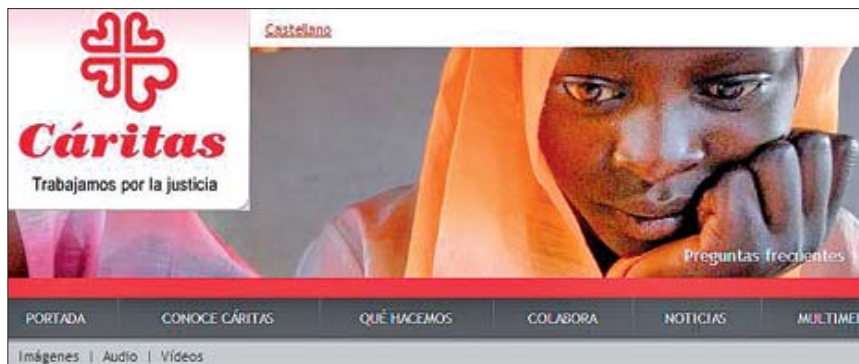 Castellano
Cáritas
Trabajamos por la justicia
Preguntas frecuentes
PORTADA CONOCE CÁRITAS QUÉ HACEMOS COLABORA NOTICIAS
Imágenes | Audio | Vídeos